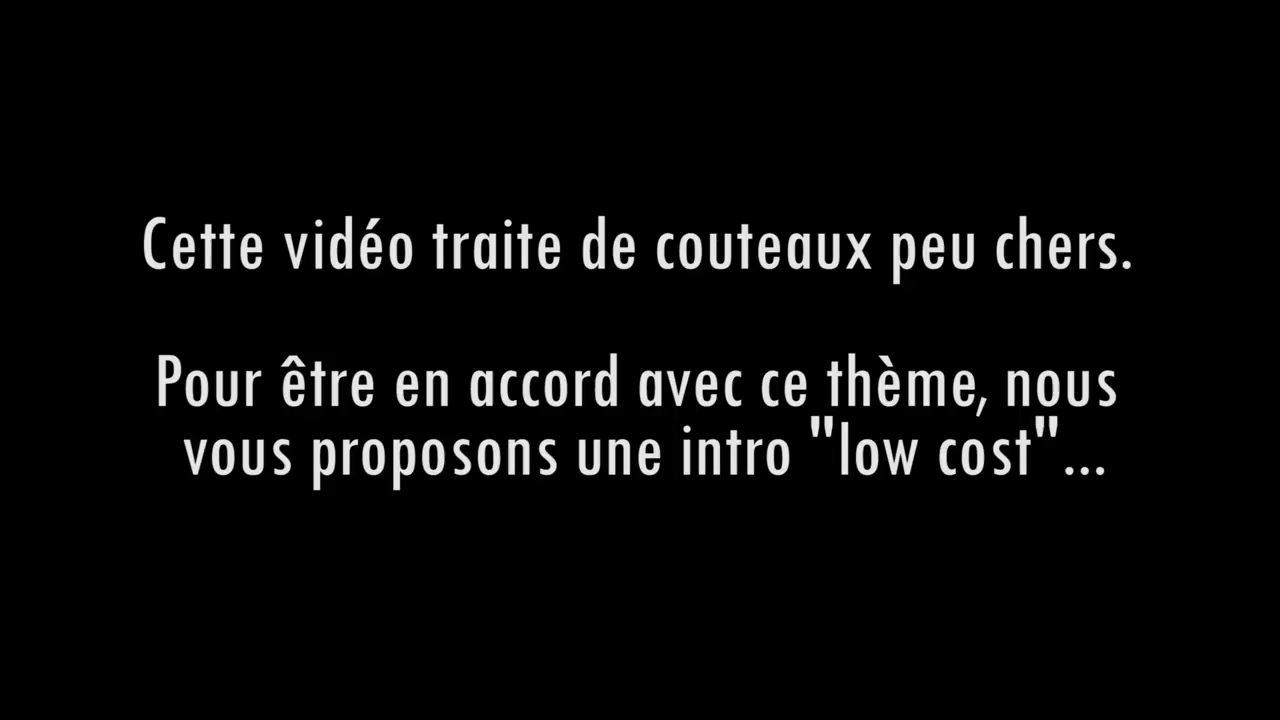 Cette vidéo traite de couteaux peu chers.
Pour être en accord avec ce thème, nous
vous proposons une intro "low cost"...